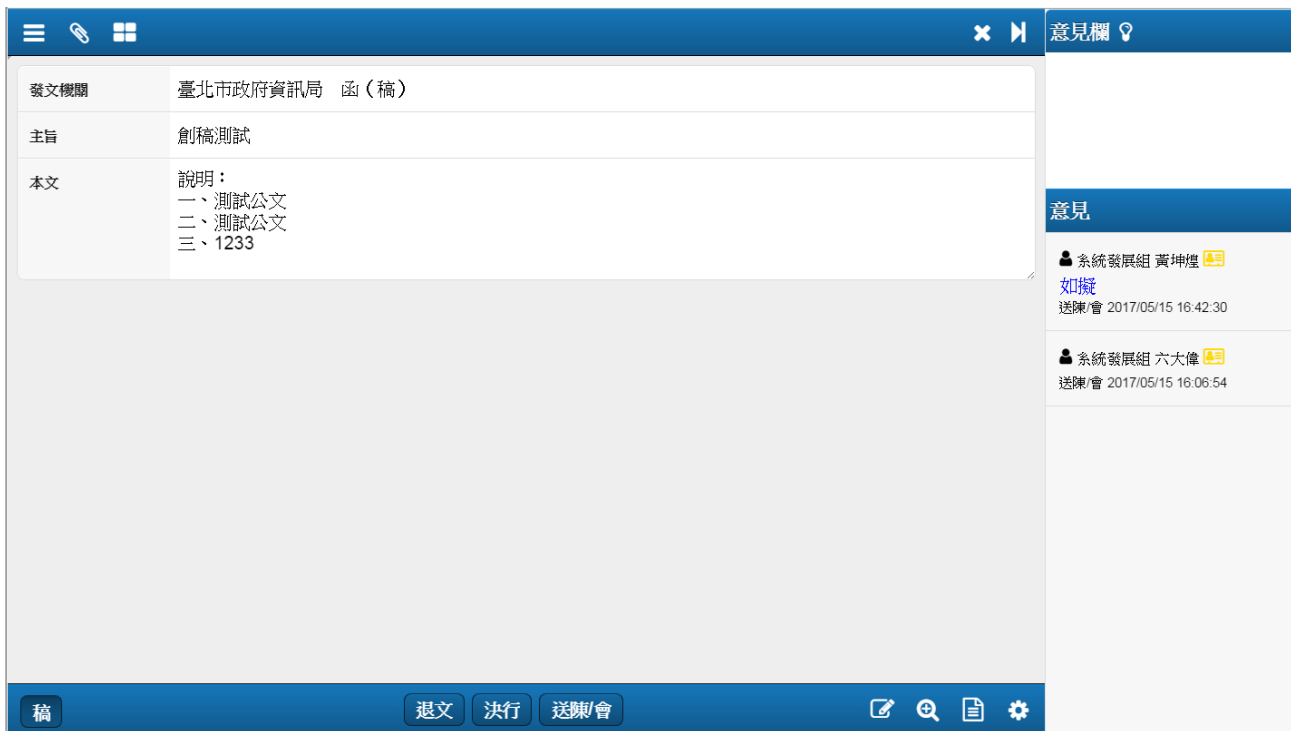 意見欄
發文機關 臺北市政府資訊局 函(稿)
主旨 創稿測試
本文 說明：
一、測試公文
二、測試公文
三、1233
意見
系統發展組 黃坤煌
如擬
送陳/會 2017/05/15 16:42:30
系統發展組 六大偉
送陳/會 2017/05/15 16:06:54
稿 退文 決行 送陳/會